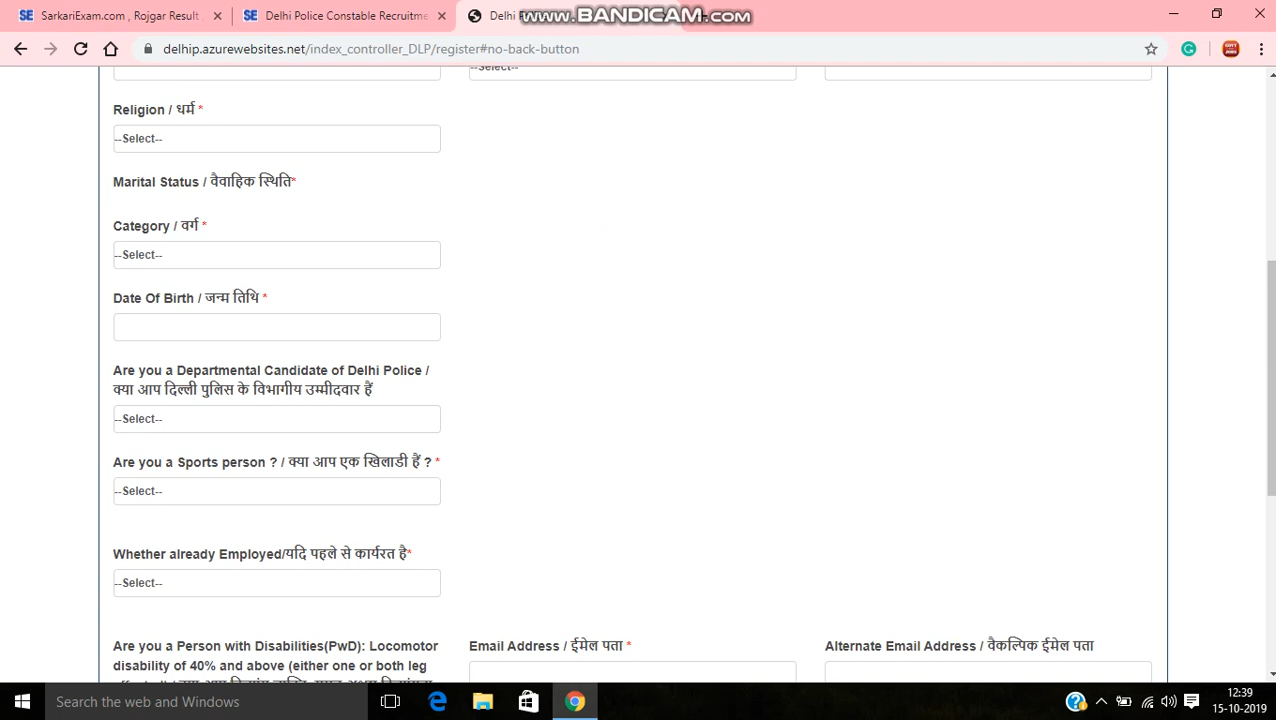 SarkariExam.com , Rojgar Result
Delhi Police Constable Recruitme
Delhi P
www.BANDICAM.com
delhip.azurewebsites.net/index_controller_DLP/register#no-back-button
--Select--
Religion / धर्म *
--Select--
Marital Status / वैवाहिक स्थिति*
Category / वर्ग *
--Select--
Date Of Birth / जन्म तिथि *
Are you a Departmental Candidate of Delhi Police /
क्या आप दिल्ली पुलिस के विभागीय उम्मीदवार हैं
--Select--
Are you a Sports person ? / क्या आप एक खिलाडी हैं ? *
--Select--
Whether already Employed/यदि पहले से कार्यरत है*
--Select--
Are you a Person with Disabilities(PwD): Locomotor
disability of 40% and above (either one or both leg
Email Address / ईमेल पता *
Alternate Email Address / वैकल्पिक ईमेल पता
Search the web and Windows
12:39
15-10-2019